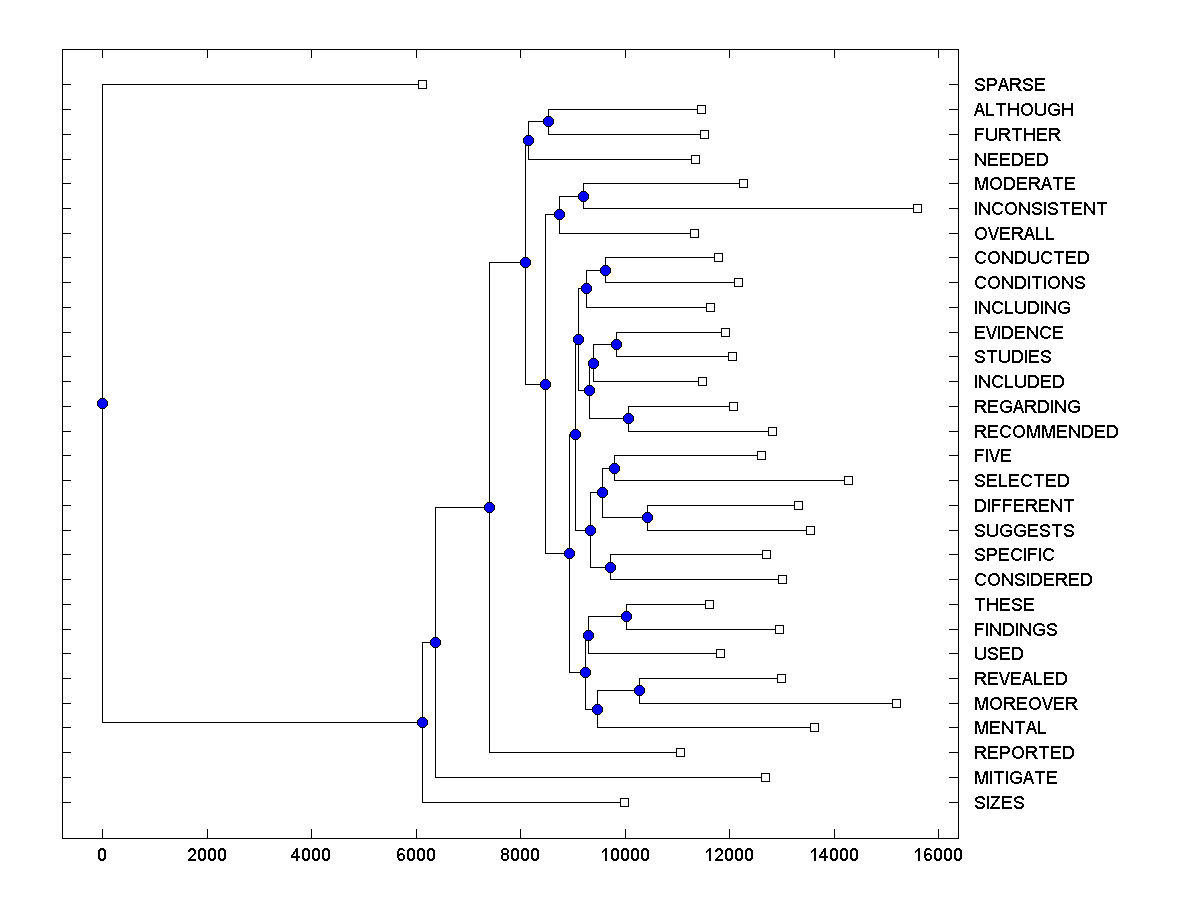 SPARSE
ALTHOUGH
FURTHER
NEEDED
MODERATE
INCONSISTENT
OVERALL
CONDUCTED
CONDITIONS
INCLUDING
EVIDENCE
STUDIES
INCLUDED
REGARDING
RECOMMENDED
FIVE
SELECTED
DIFFERENT
SUGGESTS
SPECIFIC
CONSIDERED
THESE
FINDINGS
USED
REVEALED
MOREOVER
MENTAL
REPORTED
MITIGATE
SIZES
0 2000 4000 6000 8000 10000 12000 14000 16000